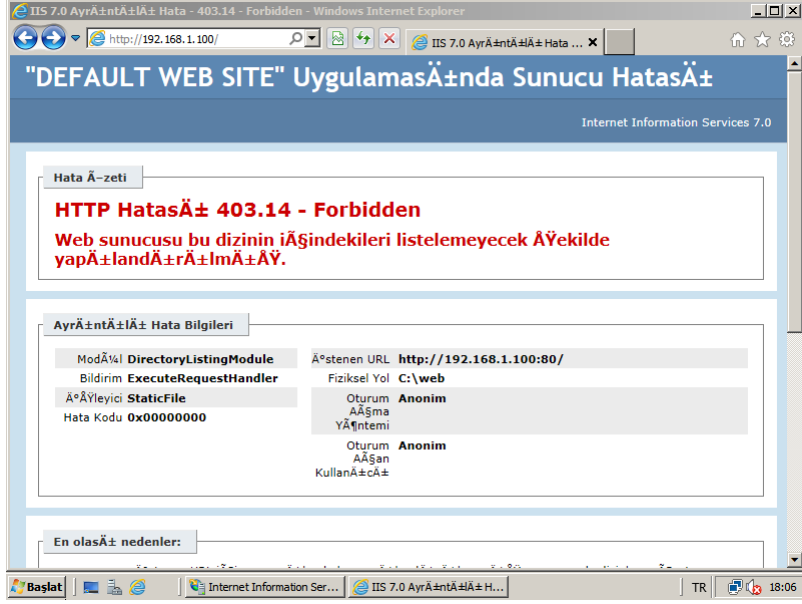 IIS 7.0 AyrÄ±ntÄ±lÄ± Hata - 403.14 - Forbidden - Windows Internet Explorer
http://192.168.1.100/
IIS 7.0 AyrÄ±ntÄ±lÄ± Hata ...
"DEFAULT WEB SITE" UygulamasÄ±nda Sunucu HatasÄ±
Internet Information Services 7.0
Hata Ã–zeti
HTTP HatasÄ± 403.14 - Forbidden
Web sunucusu bu dizinin iÃ§indekileri listelemeyecek ÅŸekilde
yapÄ±landÄ±rÄ±lmÄ±ÅŸ.
AyrÄ±ntÄ±lÄ± Hata Bilgileri
ModÃ¼l DirectoryListingModule
Bildirim ExecuteRequestHandler
Ä°ÅŸleyici StaticFile
Hata Kodu 0x00000000
Ä°stenen URL http://192.168.1.100:80/
Fiziksel Yol C:\web
Oturum Anonim
AÃ§ma
YÃ¶ntemi
Oturum Anonim
AÃ§an
KullanÄ±cÄ±
En olasÄ± nedenler:
Başlat
Internet Information Ser...
IIS 7.0 AyrÄ±ntÄ±lÄ± H...
TR
18:06